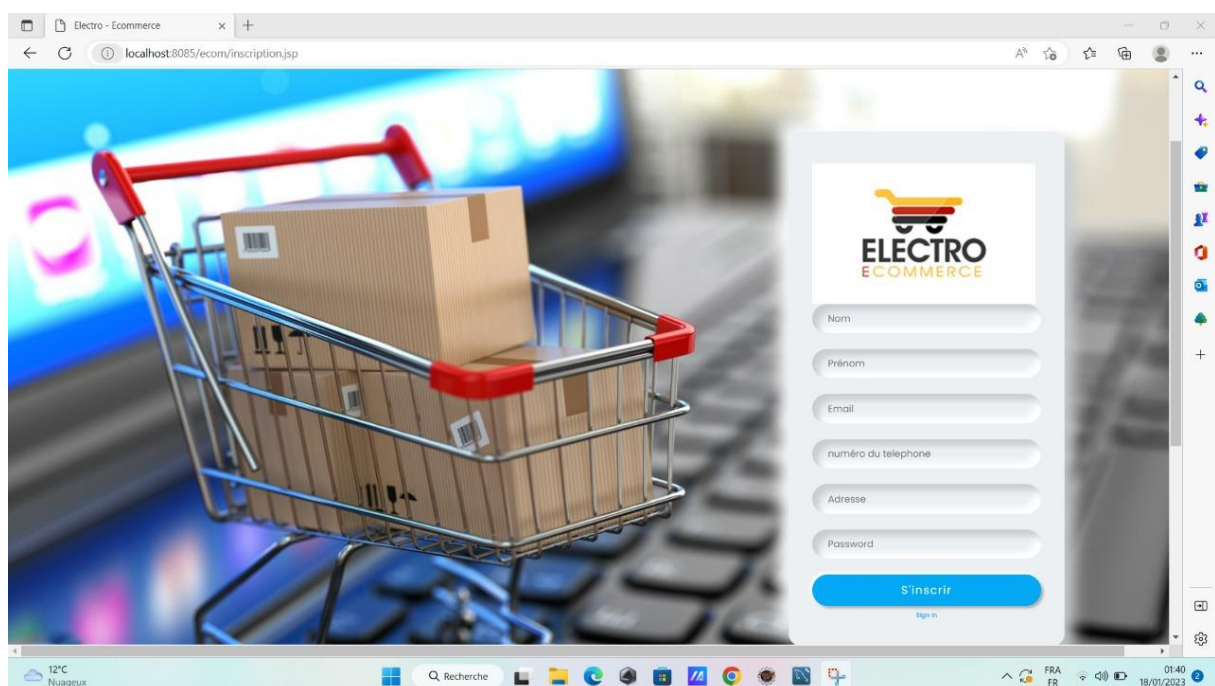 Electro - Ecommerce
localhost:8085/ecom/inscription.jsp
ELECTRO
ECOMMERCE
Nom
Prénom
Email
numéro du telephone
Adresse
Password
S'inscrir
Sign In
12°C
Nuageux
Recherche
FRA
FR
01:40
18/01/2023
2